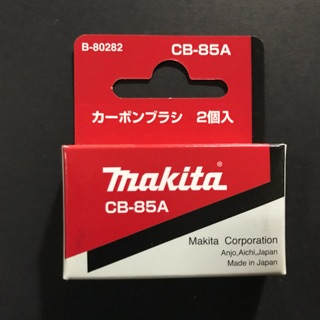 B-80282 CB-85A
カーボンブラシ 2個入
makita®
CB-85A
Makita Corporation
Anjo,Aichi,Japan
Made in Japan